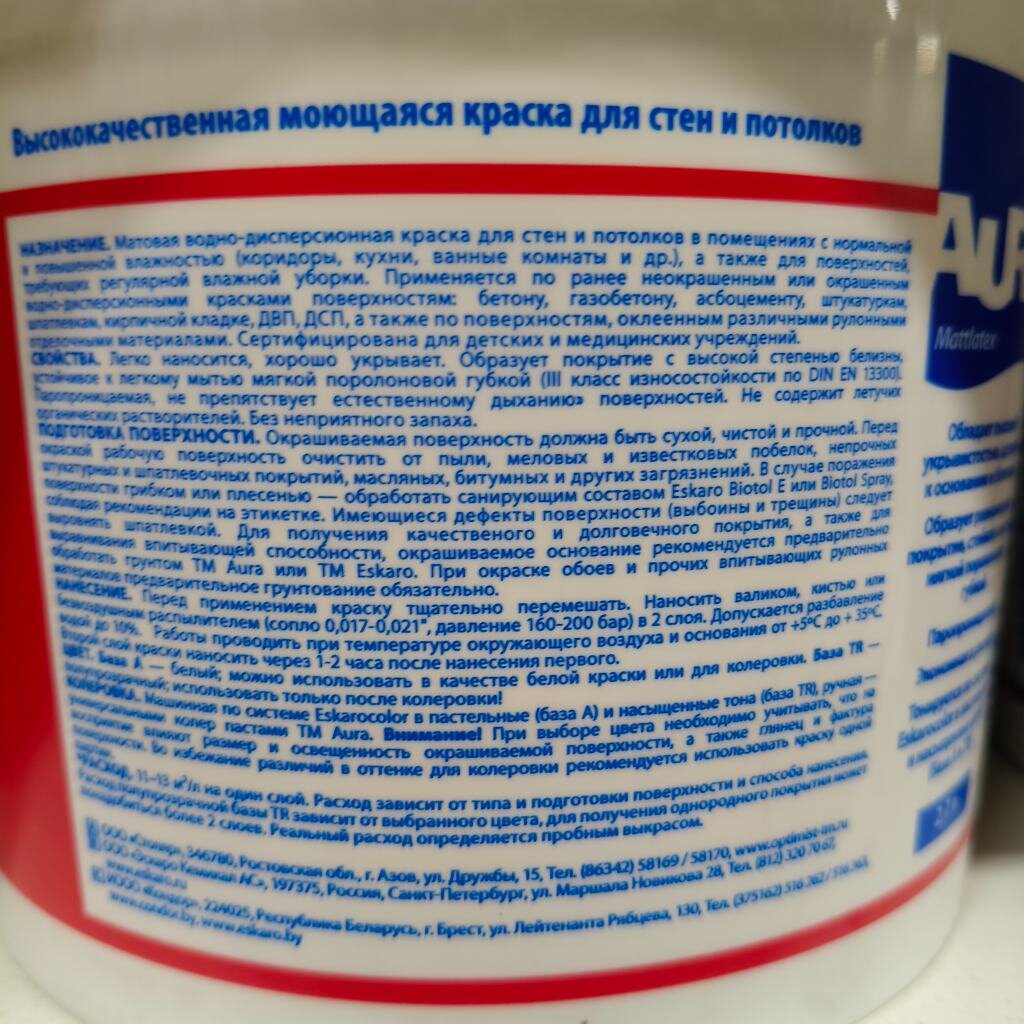 Высококачественная моющаяся краска для стен и потолков
НАЗНАЧЕНИЕ. Матовая водно-дисперсионная краска для стен и потолков в помещениях с нормальной
и повышенной влажностью (коридоры, кухни, ванные комнаты и др.), а также для поверхностей,
требующих регулярной влажной уборки. Применяется по ранее неокрашенным или окрашенным
водно-дисперсионными красками поверхностям: бетону, газобетону, асбоцементу, штукатуркам,
шпатлевкам, кирпичной кладке, ДВП, ДСП, а также по поверхностям, оклеенным различными рулонными
отделочными материалами. Сертифицирована для детских и медицинских учреждений.
СВОЙСТВА. Легко наносится, хорошо укрывает. Образует покрытие с высокой степенью белизны,
устойчивое к легкому мытью мягкой поролоновой губкой (III класс износостойкости по DIN EN 13300).
Паропроницаемая, не препятствует естественному дыханию» поверхностей. Не содержит летучих
органических растворителей. Без неприятного запаха.
ПОДГОТОВКА ПОВЕРХНОСТИ. Окрашиваемая поверхность должна быть сухой, чистой и прочной. Перед
окраской рабочую поверхность очистить от пыли, меловых и известковых побелок, непрочных
штукатурных и шпатлевочных покрытий, масляных, битумных и других загрязнений. В случае поражения
поверхности грибком или плесенью — обработать санирующим составом Eskaro Biotol E или Biotol Spray,
соблюдая рекомендации на этикетке. Имеющиеся дефекты поверхности (выбоины и трещины) следует
выровнять шпатлевкой. Для получения качественого и долговечного покрытия, а также для
выравнивания впитывающей способности, окрашиваемое основание рекомендуется предварительно
обработать грунтом ТМ Aura или ТМ Eskaro. При окраске обоев и прочих впитывающих рулонных
материалов предварительное грунтование обязательно.
НАНЕСЕНИЕ. Перед применением краску тщательно перемешать. Наносить валиком, кистью или
безвоздушным распылителем (сопло 0,017-0,021", давление 160-200 бар) в 2 слоя. Допускается разбавление
водой до 10%. Работы проводить при температуре окружающего воздуха и основания от +5°С до + 35°С.
Второй слой краски наносить через 1-2 часа после нанесения первого.
ЦВЕТ. База А — белый; можно использовать в качестве белой краски или для колеровки. База TR —
полупрозрачный; использовать только после колеровки!
КОЛЕРОВКА. Машинная по системе Eskarocolor в пастельные (база А) и насыщенные тона (база TR), ручная —
универсальными колер пастами ТМ Aura. Внимание! При выборе цвета необходимо учитывать, что на
восприятие влияют размер и освещенность окрашиваемой поверхности, а также глянец и фактура
поверхности. Во избежание различий в оттенке для колеровки рекомендуется использовать краску одной
партии.
РАСХОД. 11–13 м²/л на один слой. Расход зависит от типа и подготовки поверхности и способа нанесения.
Расход полупрозрачной базы TR зависит от выбранного цвета, для получения однородного покрытия может
понадобиться более 2 слоев. Реальный расход определяется пробным выкрасом.
346780, Ростовская обл., г. Азов, ул. Дружбы, 15, Тел. (86342) 58169 / 58170, www.optimist-tm.ru
ООО «Эскаро Кемикал АС», 197375, Россия, Санкт-Петербург, ул. Маршала Новикова 28, Тел. (812) 320 70 67,
www.eskaro.ru
ИООО «Кондор», 224025, Республика Беларусь, г. Брест, ул. Лейтенанта Рябцева, 130, Тел. (375162) 516 262 / 516 263,
www.condor.by, www.eskaro.by
AUR
Mattlatex